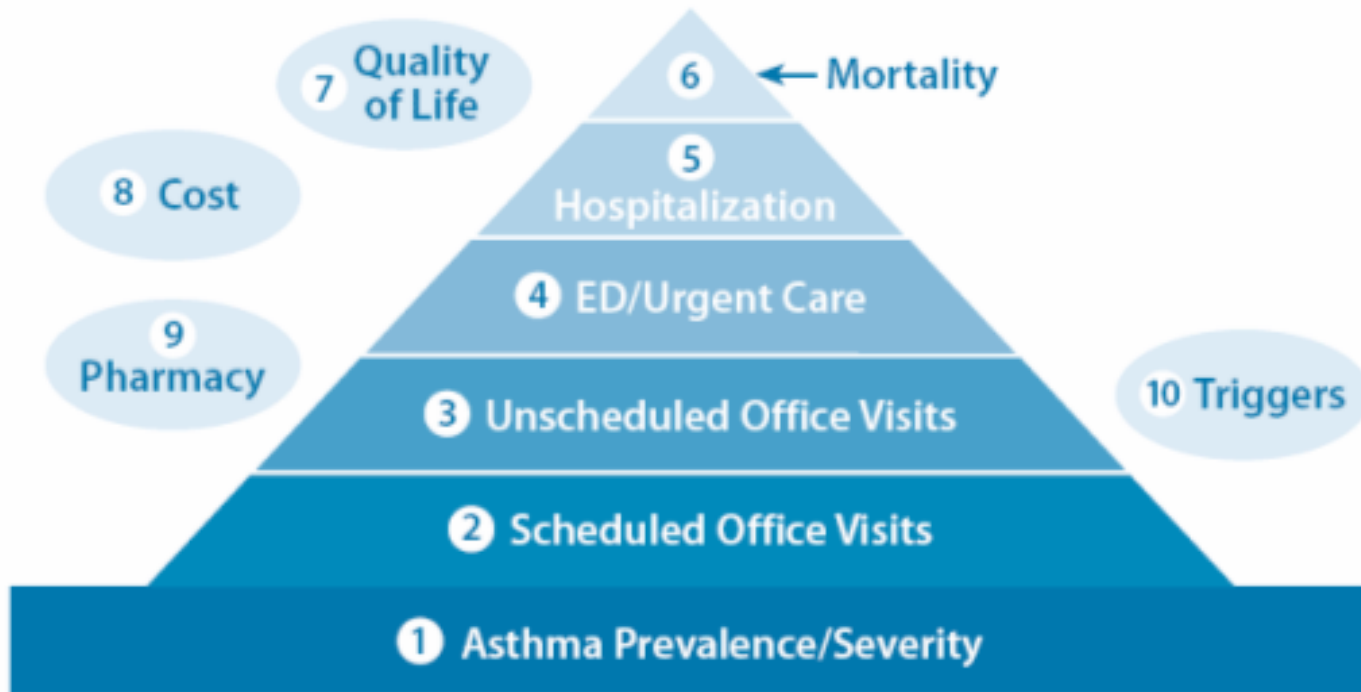 7 Quality
of Life
6
Mortality
8 Cost
5
Hospitalization
4 ED/Urgent Care
9
Pharmacy
3 Unscheduled Office Visits
10 Triggers
2 Scheduled Office Visits
1 Asthma Prevalence/Severity